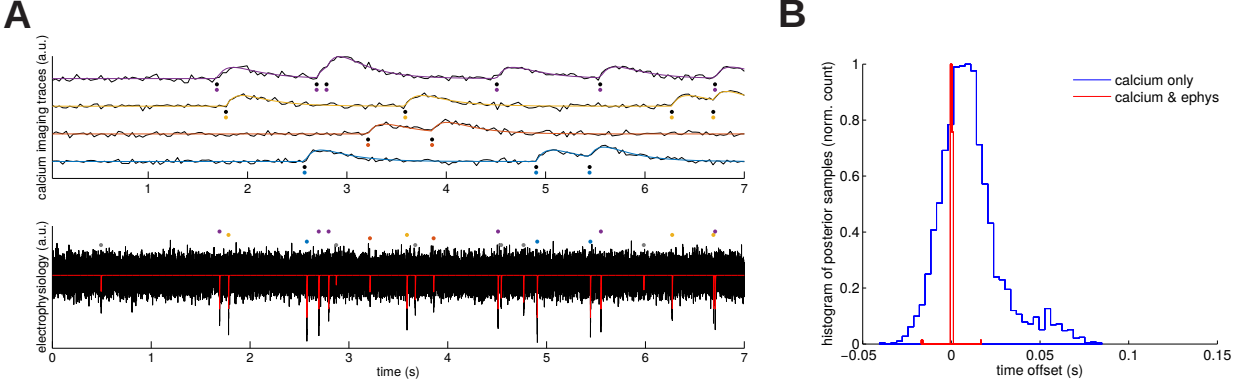 A
calcium imaging traces (a.u.)
1 2 3 4 5 6 7
electrophysiology (a.u.)
0 1 2 3 4 5 6 7
time (s)
B
histogram of posterior samples (norm. count)
1
0.8
0.6
0.4
0.2
0
−0.05 0 0.05 0.1 0.15
time offset (s)
calcium only
calcium & ephys